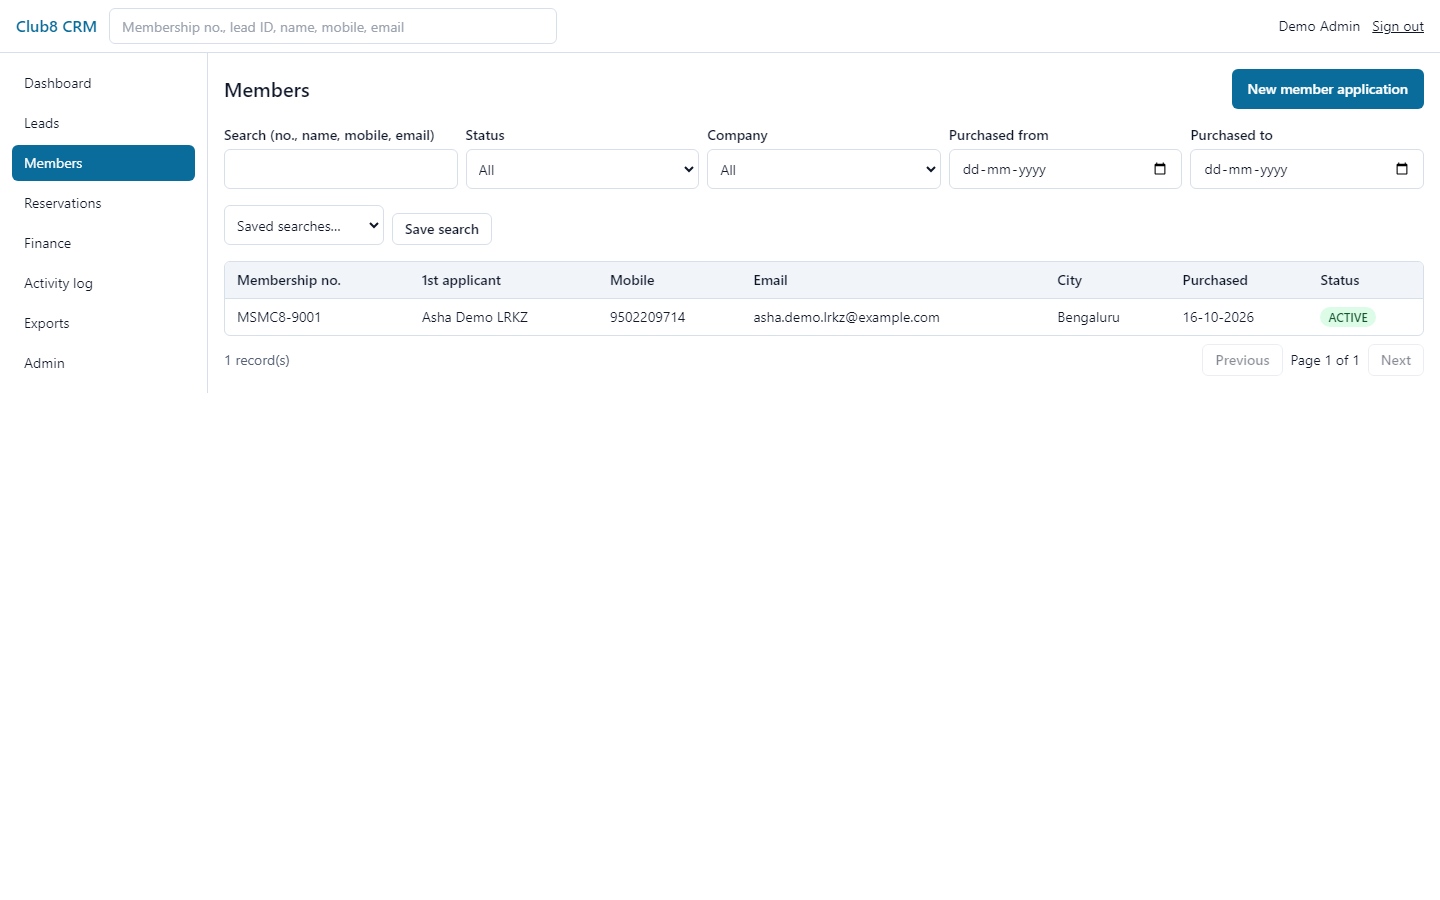 Club8 CRM
Membership no., lead ID, name, mobile, email
Demo Admin Sign out
Dashboard
Leads
Members
Reservations
Finance
Activity log
Exports
Admin
Members
New member application
Search (no., name, mobile, email) Status Company Purchased from Purchased to
All All dd-mm-yyyy dd-mm-yyyy
Saved searches... Save search
Membership no. 1st applicant Mobile Email City Purchased Status
MSMC8-9001 Asha Demo LRKZ 9502209714 asha.demo.lrkz@example.com Bengaluru 16-10-2026 ACTIVE
1 record(s) Previous Page 1 of 1 Next